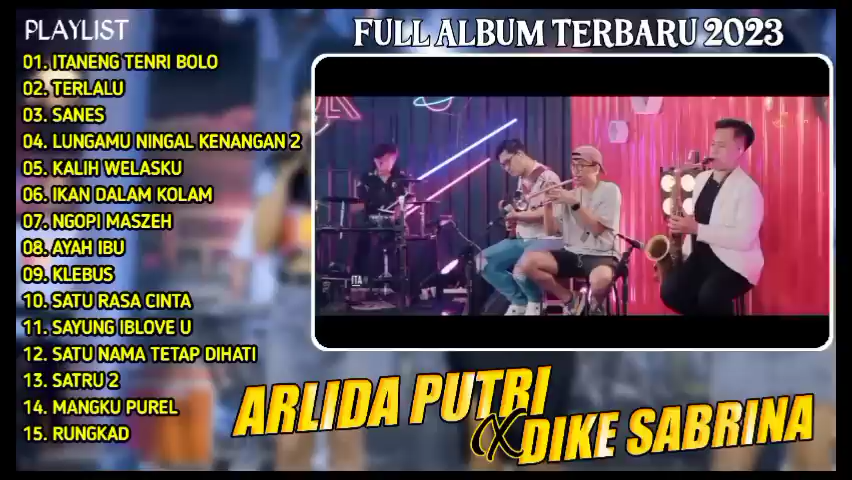 PLAYLIST
FULL ALBUM TERBARU 2023
01. ITANENG TENRI BOLO
02. TERLALU
03. SANES
04. LUNGAMU NINGAL KENANGAN 2
05. KALIH WELASKU
06. IKAN DALAM KOLAM
07. NGOPI MASZEH
08. AYAH IBU
09. KLEBUS
10. SATU RASA CINTA
11. SAYUNG IBLOVE U
12. SATU NAMA TETAP DIHATI
13. SATRU 2
14. MANGKU PUREL
15. RUNGKAD
ARLIDA PUTRI
X DIKE SABRINA